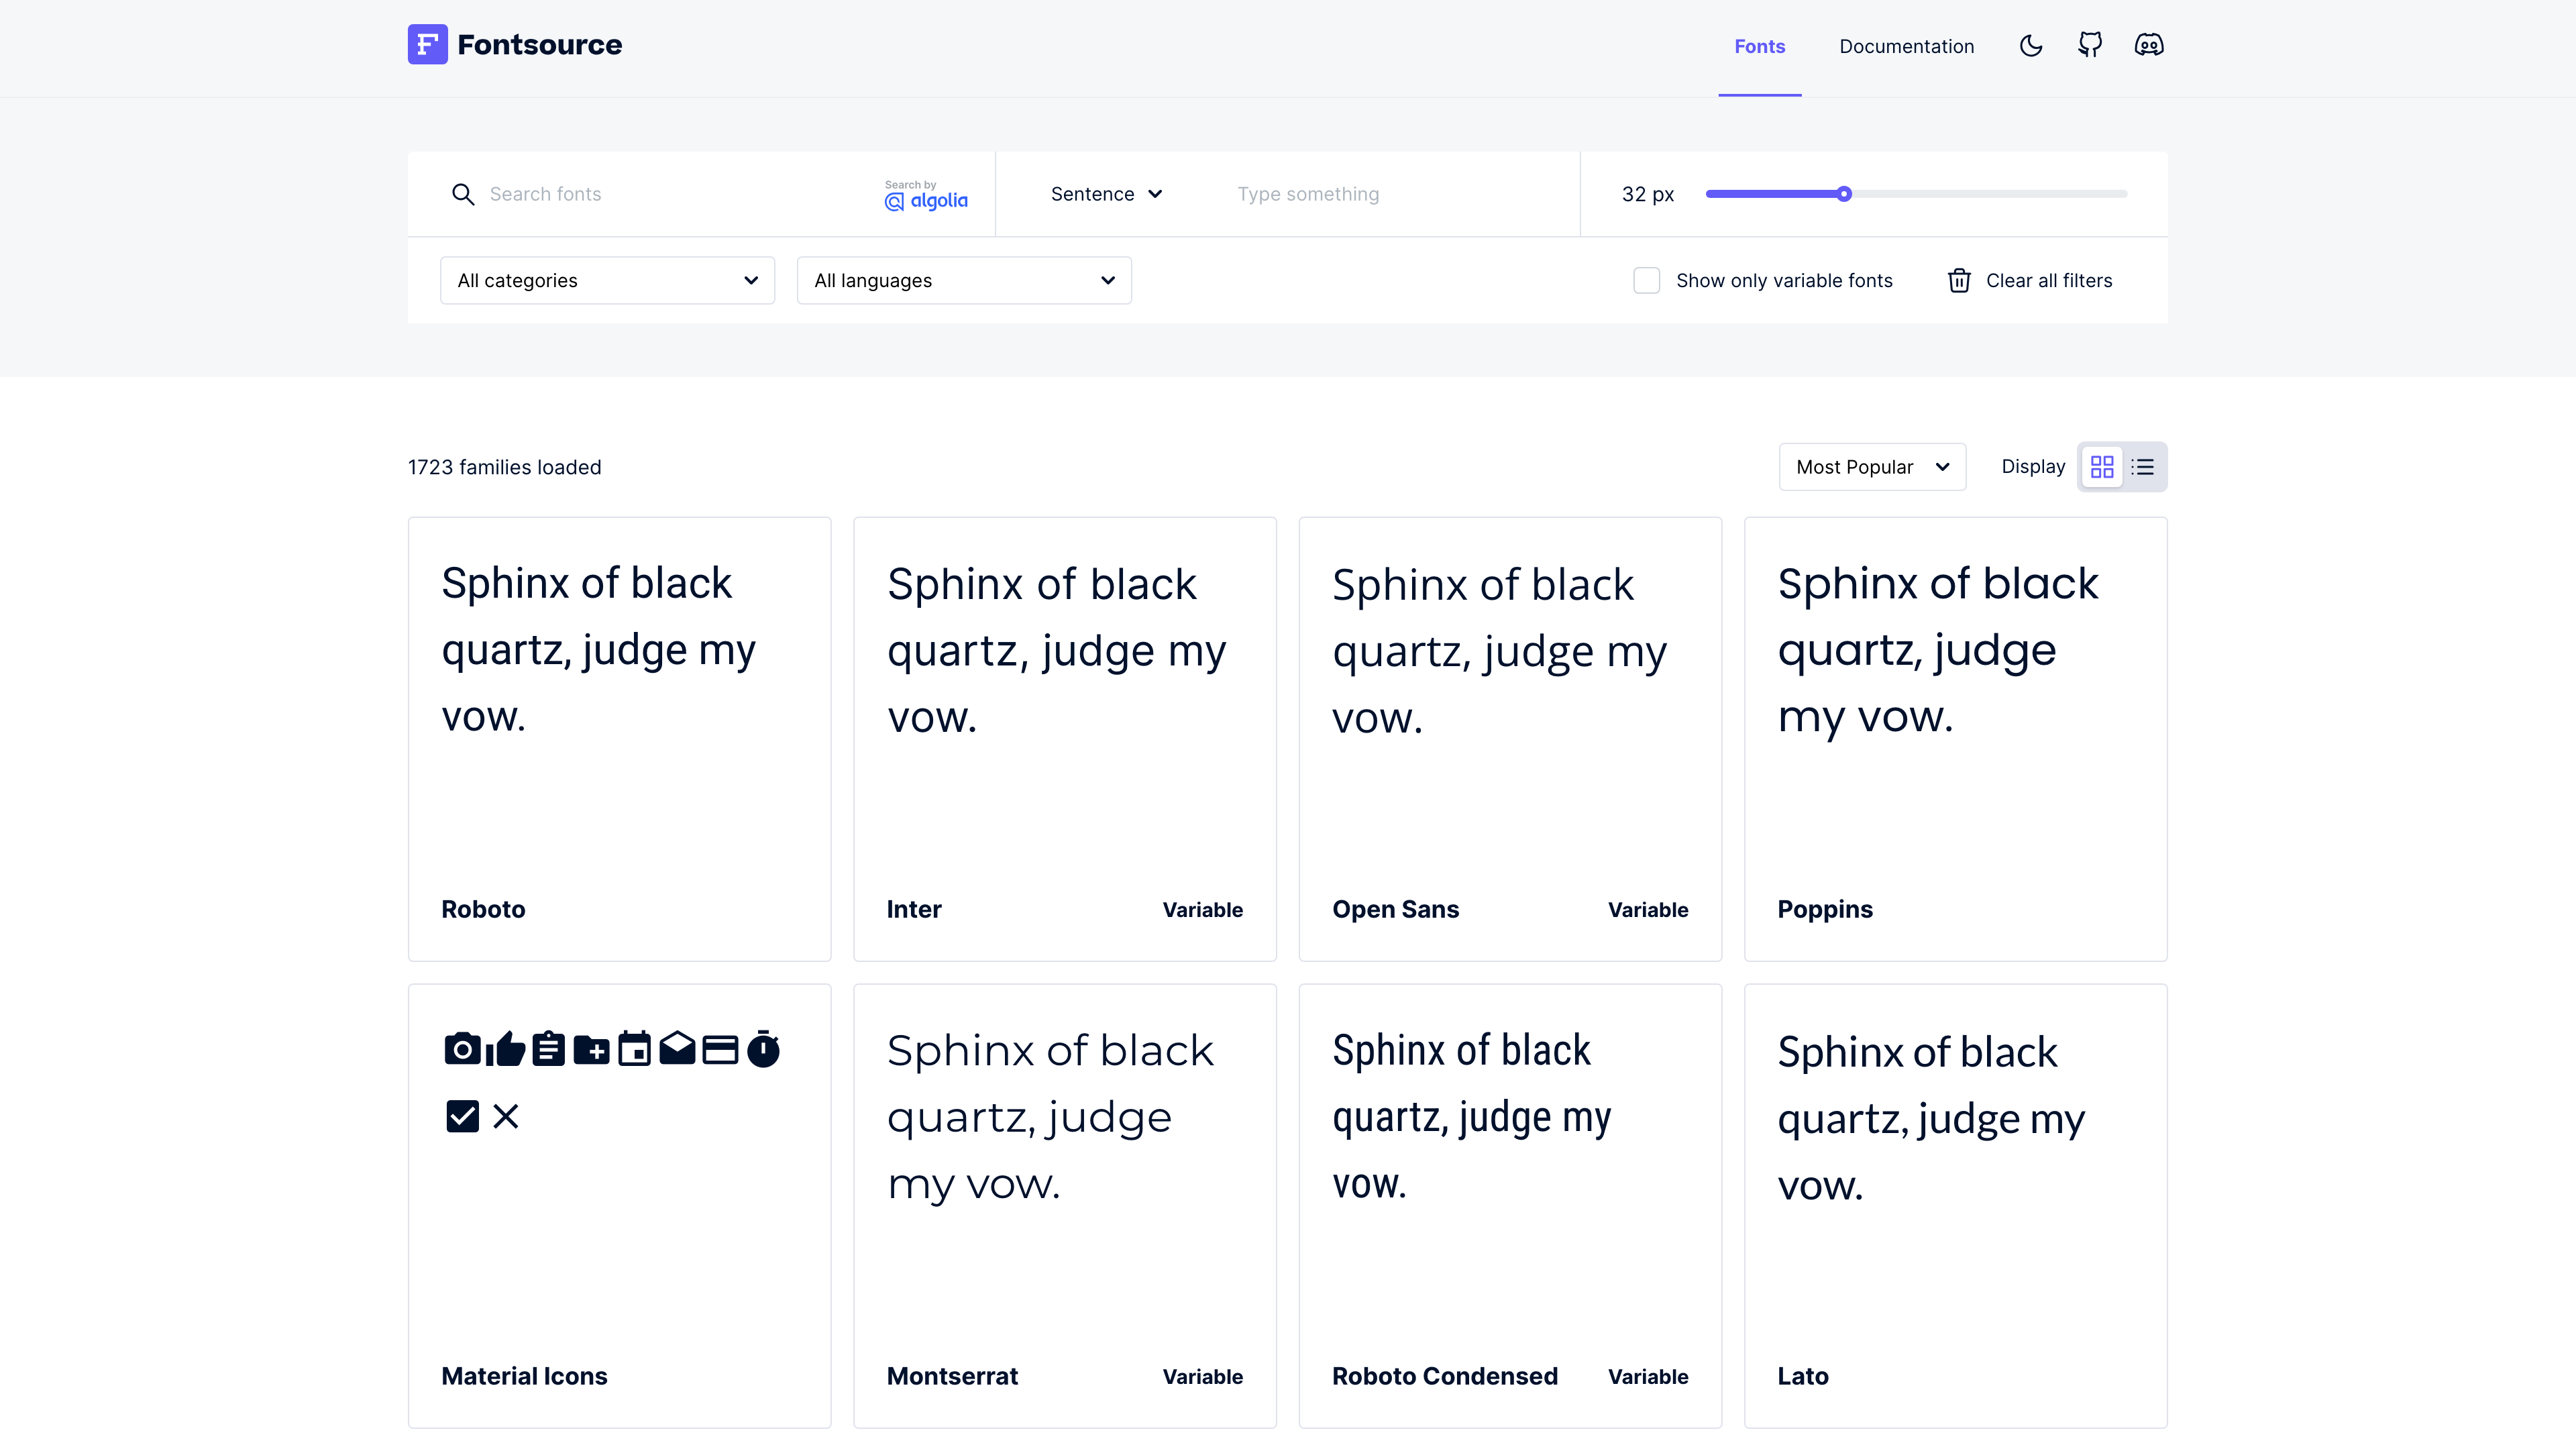 Fontsource
Fonts
Documentation
Search fonts
Search by
algolia
Sentence
Type something
32 px
All categories
All languages
Show only variable fonts
Clear all filters
1723 families loaded
Most Popular
Display
Sphinx of black
quartz, judge my
vow.
Roboto
Sphinx of black
quartz, judge my
vow.
Inter
Variable
Sphinx of black
quartz, judge my
vow.
Open Sans
Variable
Sphinx of black
quartz, judge
my vow.
Poppins
Material Icons
Sphinx of black
quartz, judge
my vow.
Montserrat
Variable
Sphinx of black
quartz, judge my
vow.
Roboto Condensed
Variable
Sphinx of black
quartz, judge my
vow.
Lato